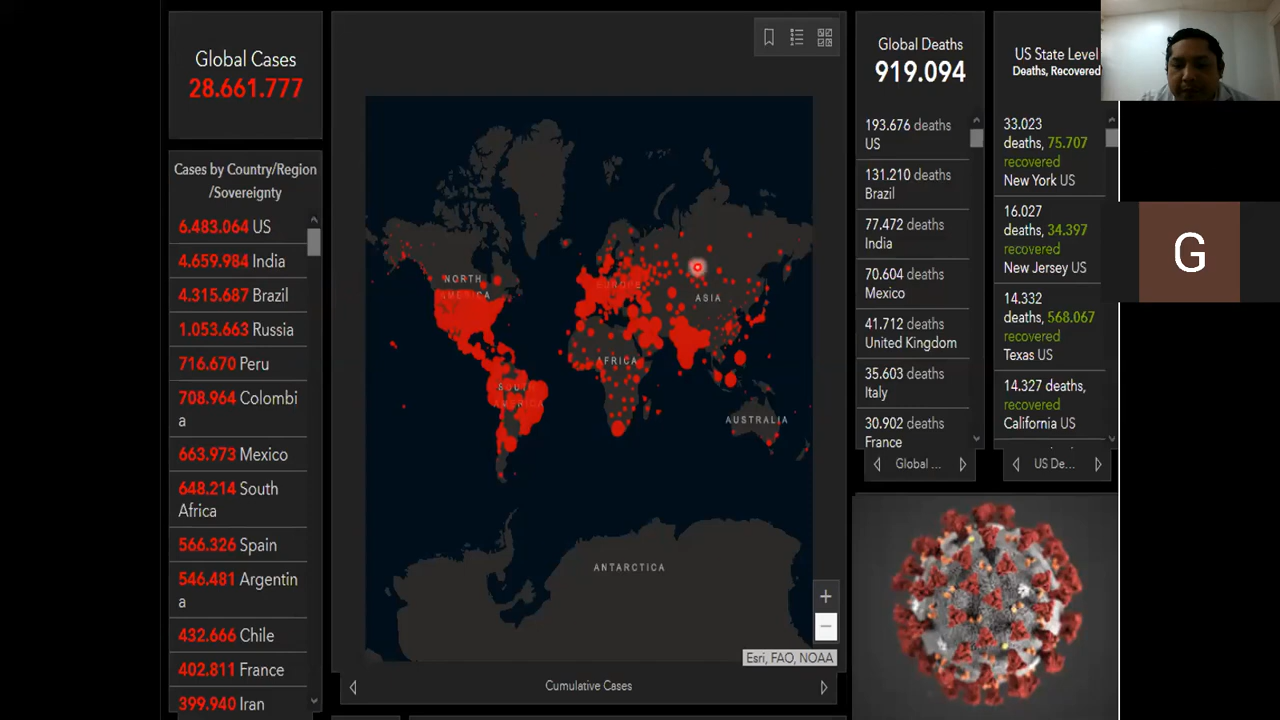 Global Cases
28.661.777
Cases by Country/Region
/Sovereignty
6.483.064 US
4.659.984 India
4.315.687 Brazil
1.053.663 Russia
716.670 Peru
708.964 Colombi
a
663.973 Mexico
648.214 South
Africa
566.326 Spain
546.481 Argentin
a
432.666 Chile
402.811 France
399.940 Iran
NORTH
AMERICA
EUROPE
ASIA
AFRICA
SOUTH
AMERICA
AUSTRALIA
ANTARCTICA
Esri, FAO, NOAA
Cumulative Cases
Global Deaths
919.094
193.676 deaths
US
131.210 deaths
Brazil
77.472 deaths
India
70.604 deaths
Mexico
41.712 deaths
United Kingdom
35.603 deaths
Italy
30.902 deaths
France
Global ...
US State Level
Deaths, Recovered
33.023
deaths, 75.707
recovered
New York US
16.027
deaths, 34.397
recovered
New Jersey US
14.332
deaths, 568.067
recovered
Texas US
14.327 deaths,
recovered
California US
US De...
G